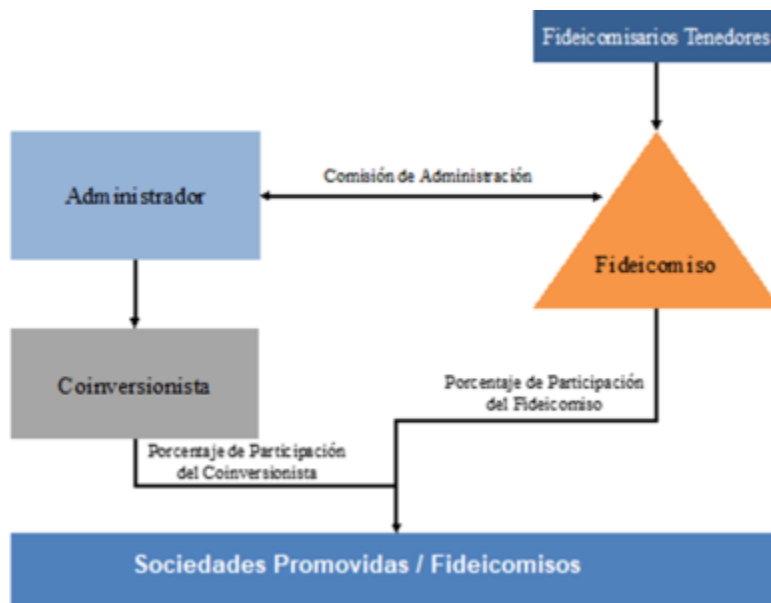 Fideicomisarios Tenedores
Comisión de Administración
Administrador
Fideicomiso
Coinversionista
Porcentaje de Participación
del Fideicomiso
Porcentaje de Participación
del Coinversionista
Sociedades Promovidas / Fideicomisos